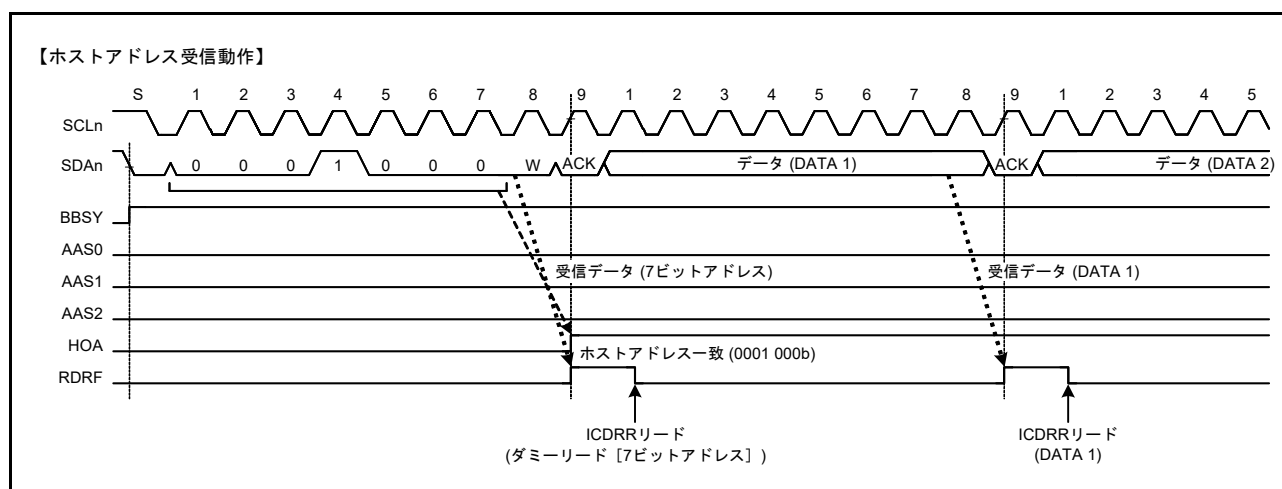 【ホストアドレス受信動作】
S 1 2 3 4 5 6 7 8 9 1 2 3 4 5 6 7 8 9 1 2 3 4 5
SCLn
SDAn 0 0 0 1 0 0 0 W ACK データ (DATA 1) ACK データ (DATA 2)
BBSY
AAS0
AAS1 受信データ (7ビットアドレス) 受信データ (DATA 1)
AAS2
HOA ホストアドレス一致 (0001 000b)
RDRF
ICDRRリード ICDRRリード
(ダミーリード [7ビットアドレス] ) (DATA 1)